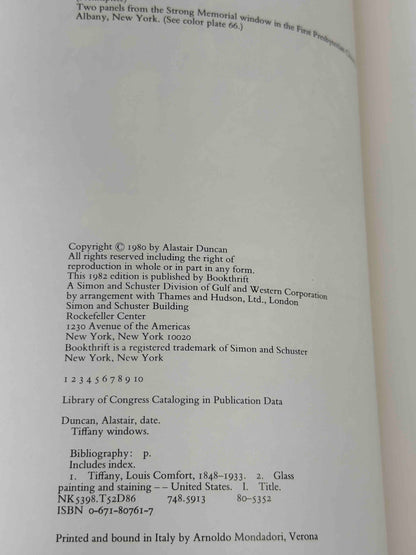 Two panels from the Strong Memorial window in the First Presbyterian
Albany, New York. (See color plate 66.)
Copyright © 1980 by Alastair Duncan
All rights reserved including the right of
reproduction in whole or in part in any form.
This 1982 edition is published by Bookthrift
A Simon and Schuster Division of Gulf and Western Corporation
by arrangement with Thames and Hudson, Ltd., London
Simon and Schuster Building
Rockefeller Center
1230 Avenue of the Americas
New York, New York 10020
Bookthrift is a registered trademark of Simon and Schuster
New York, New York
1 2 3 4 5 6 7 8 9 10
Library of Congress Cataloging in Publication Data
Duncan, Alastair, date.
Tiffany windows.
Bibliography: p.
Includes index.
1. Tiffany, Louis Comfort, 1848–1933. 2. Glass
painting and staining –– United States. I. Title.
NK5398.T52D86 748.5913 80-5352
ISBN 0-671-80761-7
Printed and bound in Italy by Arnoldo Mondadori, Verona